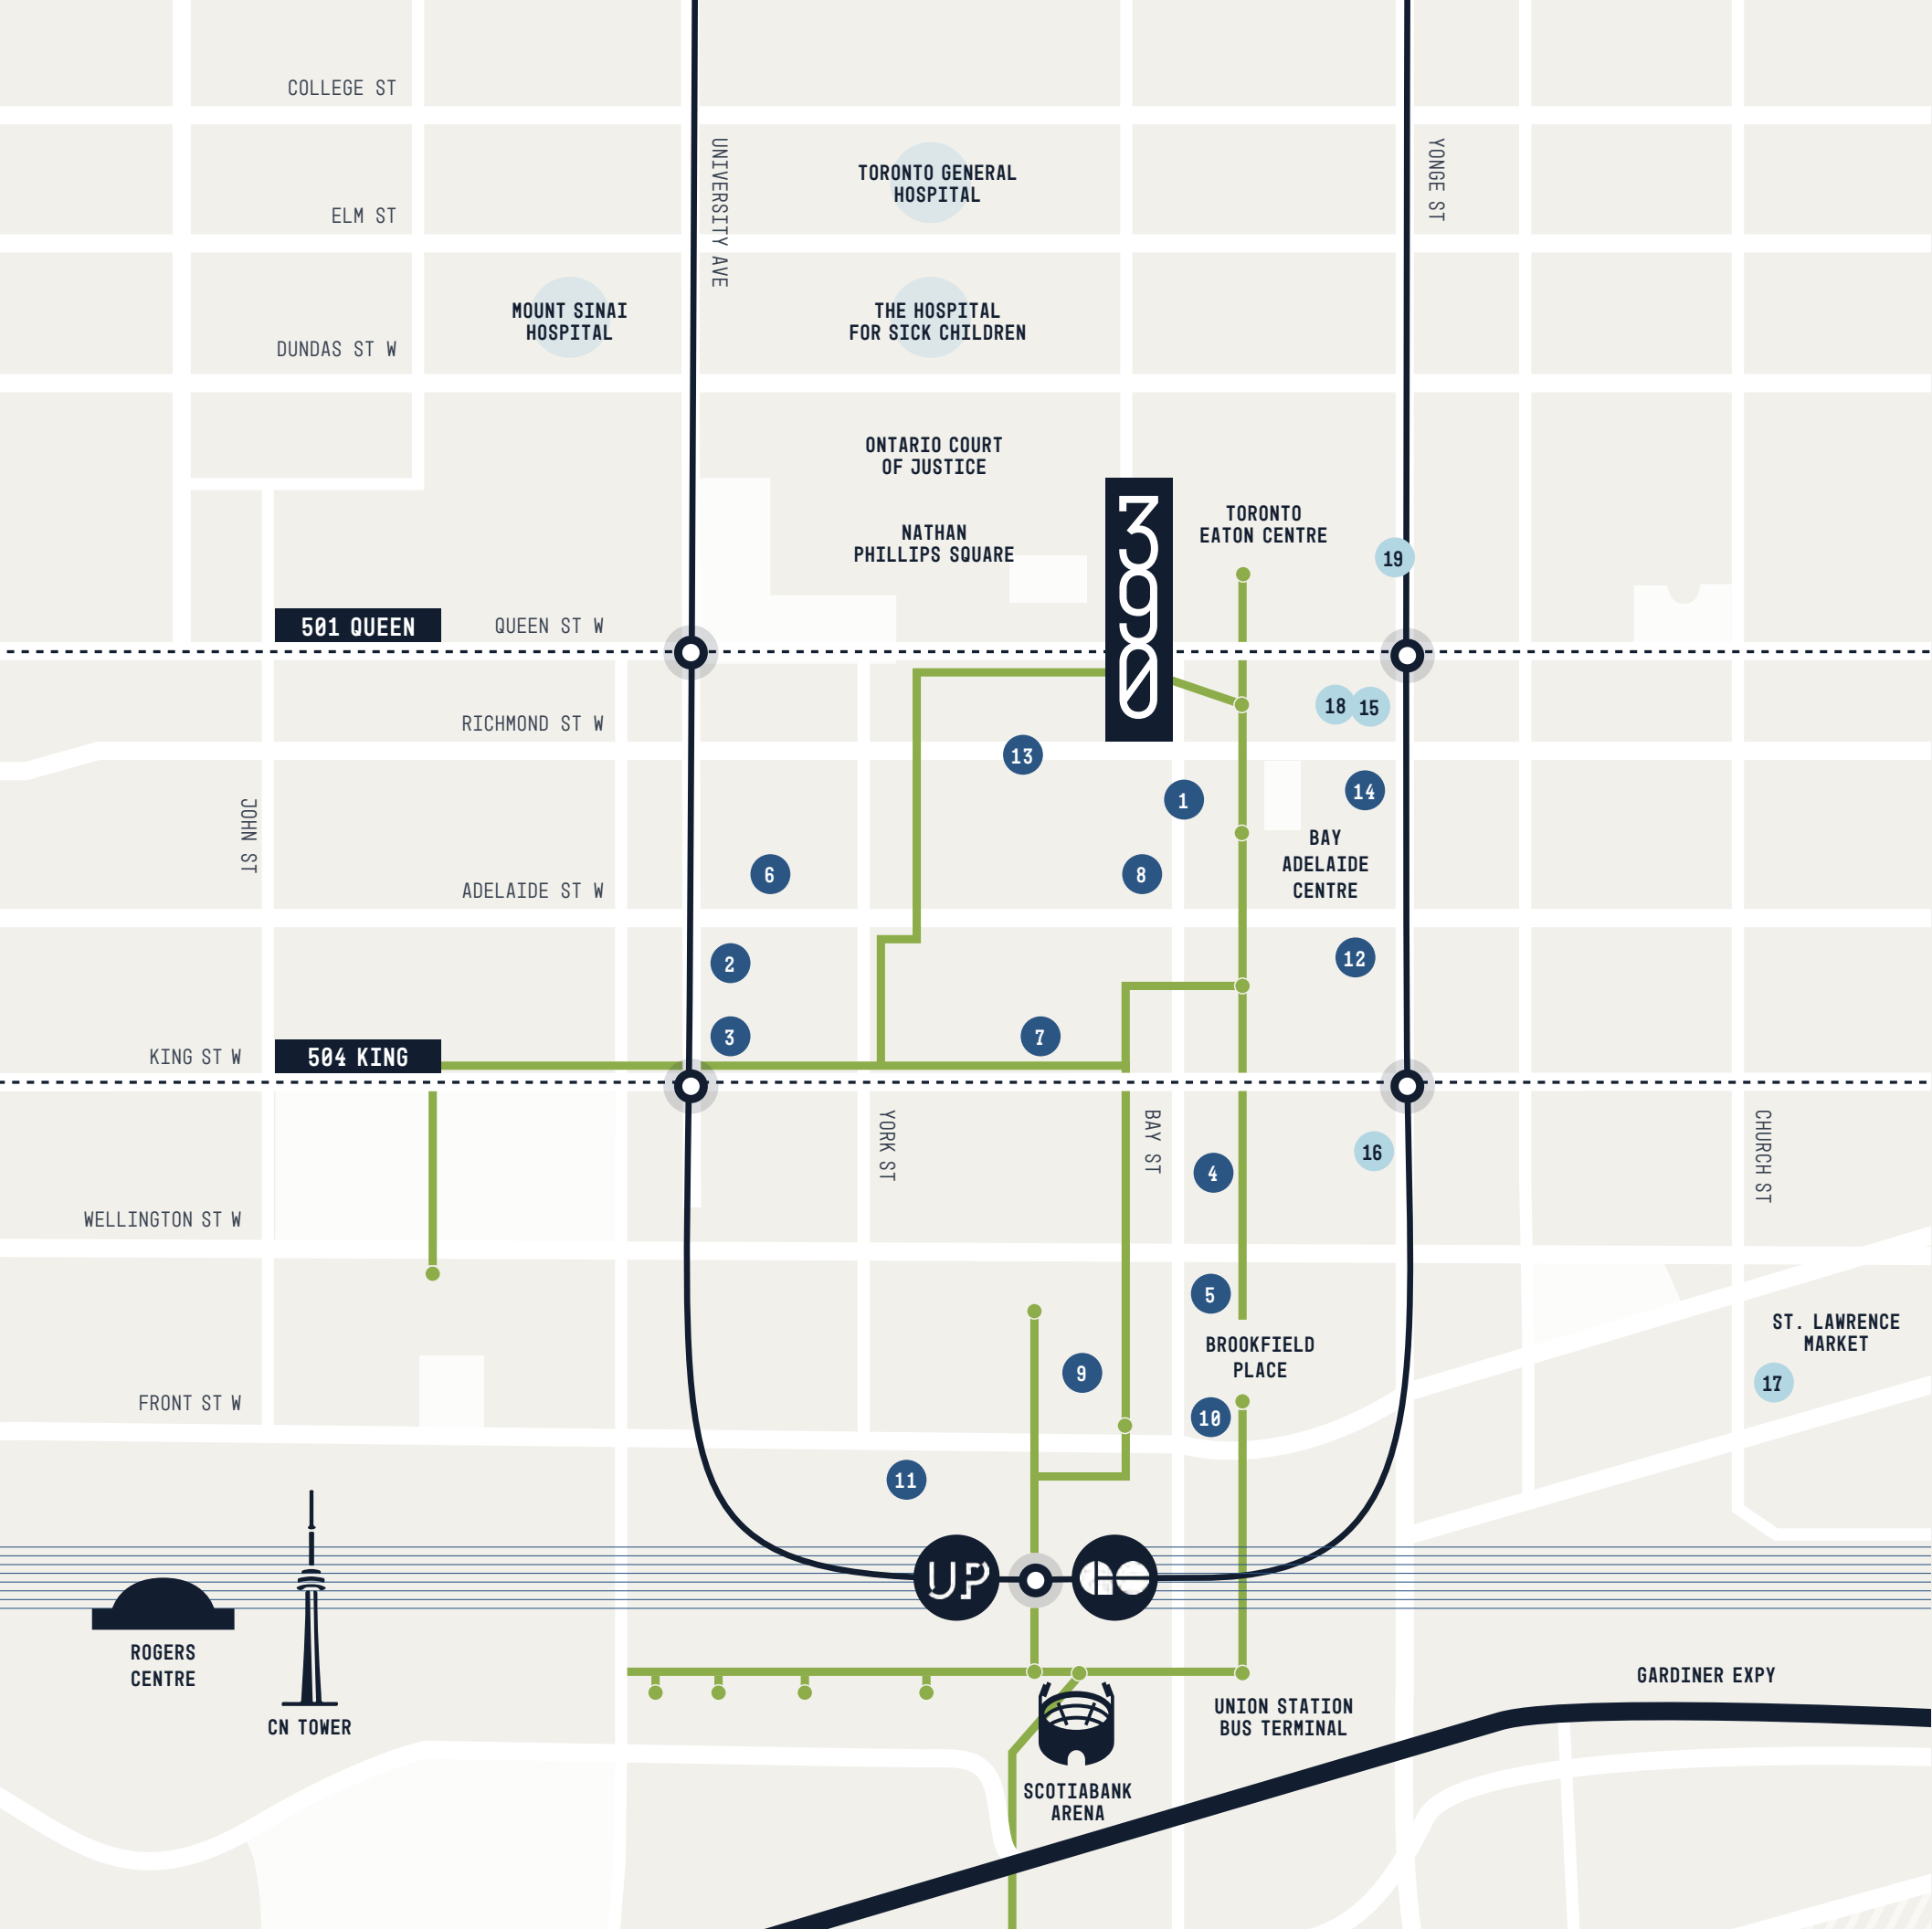 COLLEGE ST
UNIVERSITY AVE
YONGE ST
TORONTO GENERAL
HOSPITAL
ELM ST
MOUNT SINAI
HOSPITAL
THE HOSPITAL
FOR SICK CHILDREN
DUNDAS ST W
ONTARIO COURT
OF JUSTICE
390
TORONTO
EATON CENTRE
NATHAN
PHILLIPS SQUARE
19
501 QUEEN
QUEEN ST W
18
15
RICHMOND ST W
13
1
14
JOHN ST
BAY
ADELAIDE
CENTRE
6
8
ADELAIDE ST W
2
12
3
7
KING ST W
504 KING
YORK ST
BAY ST
CHURCH ST
16
4
WELLINGTON ST W
5
ST. LAWRENCE
MARKET
BROOKFIELD
PLACE
9
17
FRONT ST W
10
11
UP
GO
ROGERS
CENTRE
CN TOWER
GARDINER EXPY
UNION STATION
BUS TERMINAL
SCOTIABANK
ARENA